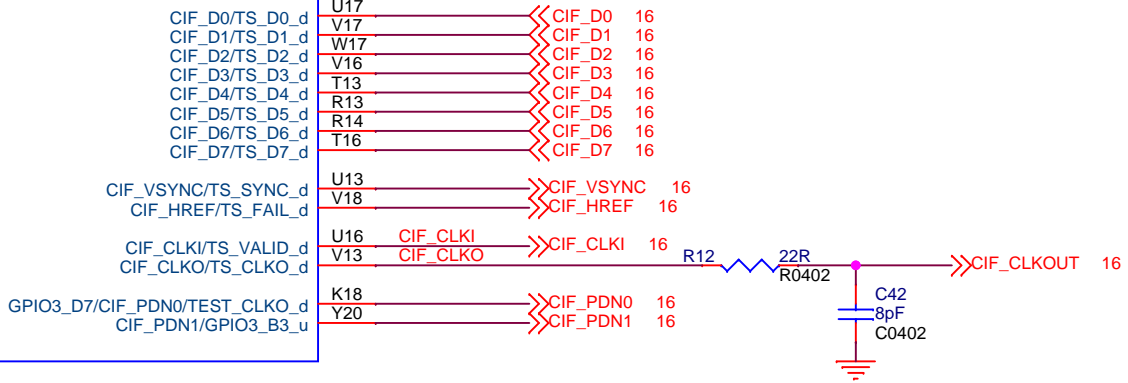 CIF_D0/TS_D0_d U17 CIF_D0 16
CIF_D1/TS_D1_d V17 CIF_D1 16
CIF_D2/TS_D2_d W17 CIF_D2 16
CIF_D3/TS_D3_d V16 CIF_D3 16
CIF_D4/TS_D4_d T13 CIF_D4 16
CIF_D5/TS_D5_d R13 CIF_D5 16
CIF_D6/TS_D6_d R14 CIF_D6 16
CIF_D7/TS_D7_d T16 CIF_D7 16
CIF_VSYNC/TS_SYNC_d U13 CIF_VSYNC 16
CIF_HREF/TS_FAIL_d V18 CIF_HREF 16
CIF_CLKI/TS_VALID_d U16 CIF_CLKI CIF_CLKI 16
CIF_CLKO/TS_CLKO_d V13 CIF_CLKO R12 22R CIF_CLKOUT 16
R0402
GPIO3_D7/CIF_PDN0/TEST_CLKO_d K18 CIF_PDN0 16
C42
CIF_PDN1/GPIO3_B3_u Y20 CIF_PDN1 16
8pF
C0402